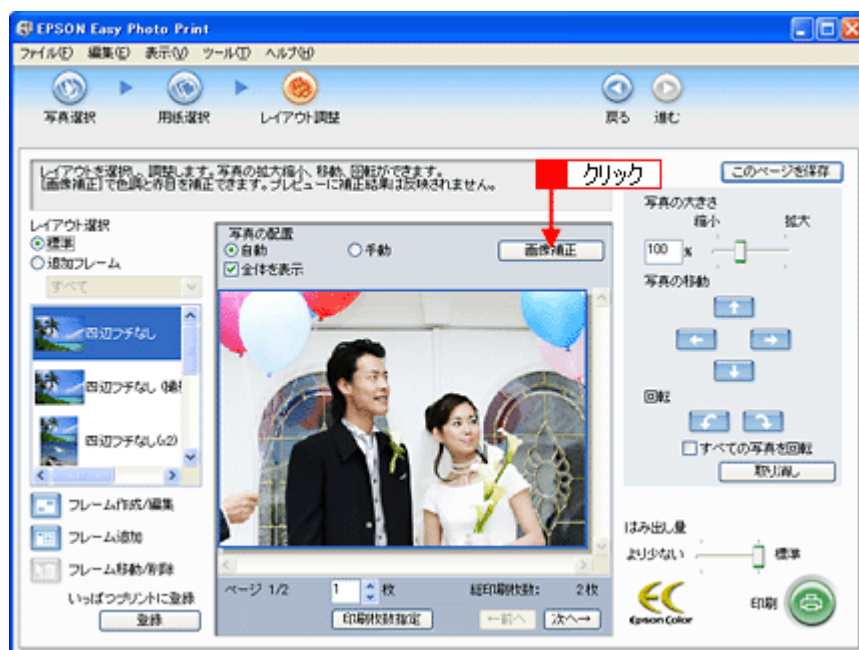 EPSON Easy Photo Print
ファイル(F) 編集(E) 表示(V) ツール(T) ヘルプ(H)
写真選択 用紙選択 レイアウト調整 戻る 進む
レイアウトを選択し、調整します。写真の拡大縮小、移動、回転ができます。
[画像補正]で色調と赤目を補正できます。プレビューに補正結果は反映されません。
クリック
このページを保存
レイアウト選択
標準
追加フレーム
すべて
四辺フチなし
四辺フチなし
四辺フチなし(x2)
フレーム作成/編集
フレーム追加
フレーム移動/削除
いっぱつプリントに登録
登録
写真の配置
自動 手動 画像補正
全体を表示
ページ 1/2 1 枚 総印刷枚数: 2枚
印刷枚数指定 ←前へ 次へ→
写真の大きさ
縮小 拡大
100 %
写真の移動
回転
すべての写真を回転
取り消し
はみ出し量
より少ない 標準
Epson Color
印刷